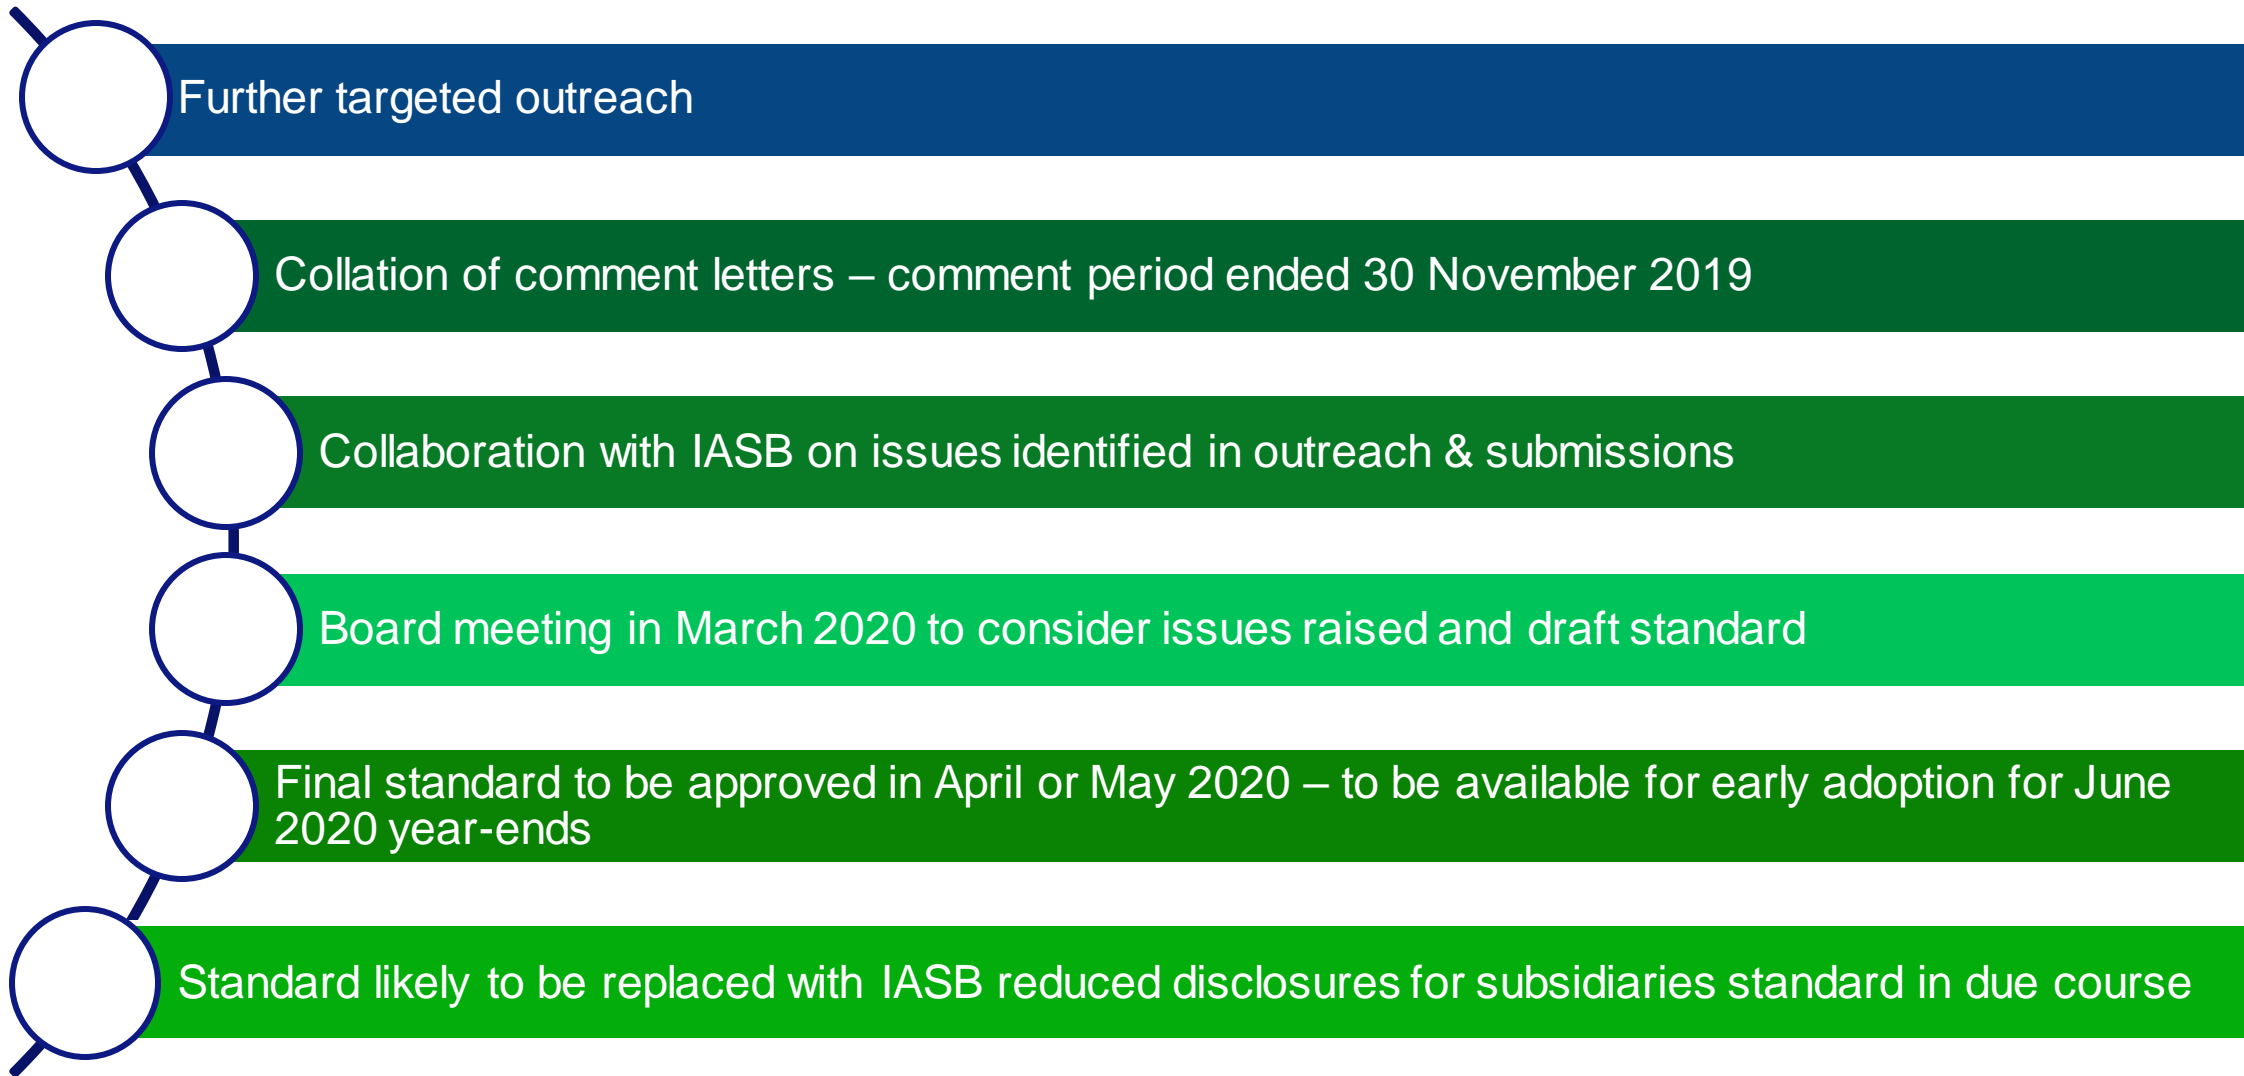 Further targeted outreach
Collation of comment letters – comment period ended 30 November 2019
Collaboration with IASB on issues identified in outreach & submissions
Board meeting in March 2020 to consider issues raised and draft standard
Final standard to be approved in April or May 2020 – to be available for early adoption for June
2020 year-ends
Standard likely to be replaced with IASB reduced disclosures for subsidiaries standard in due course